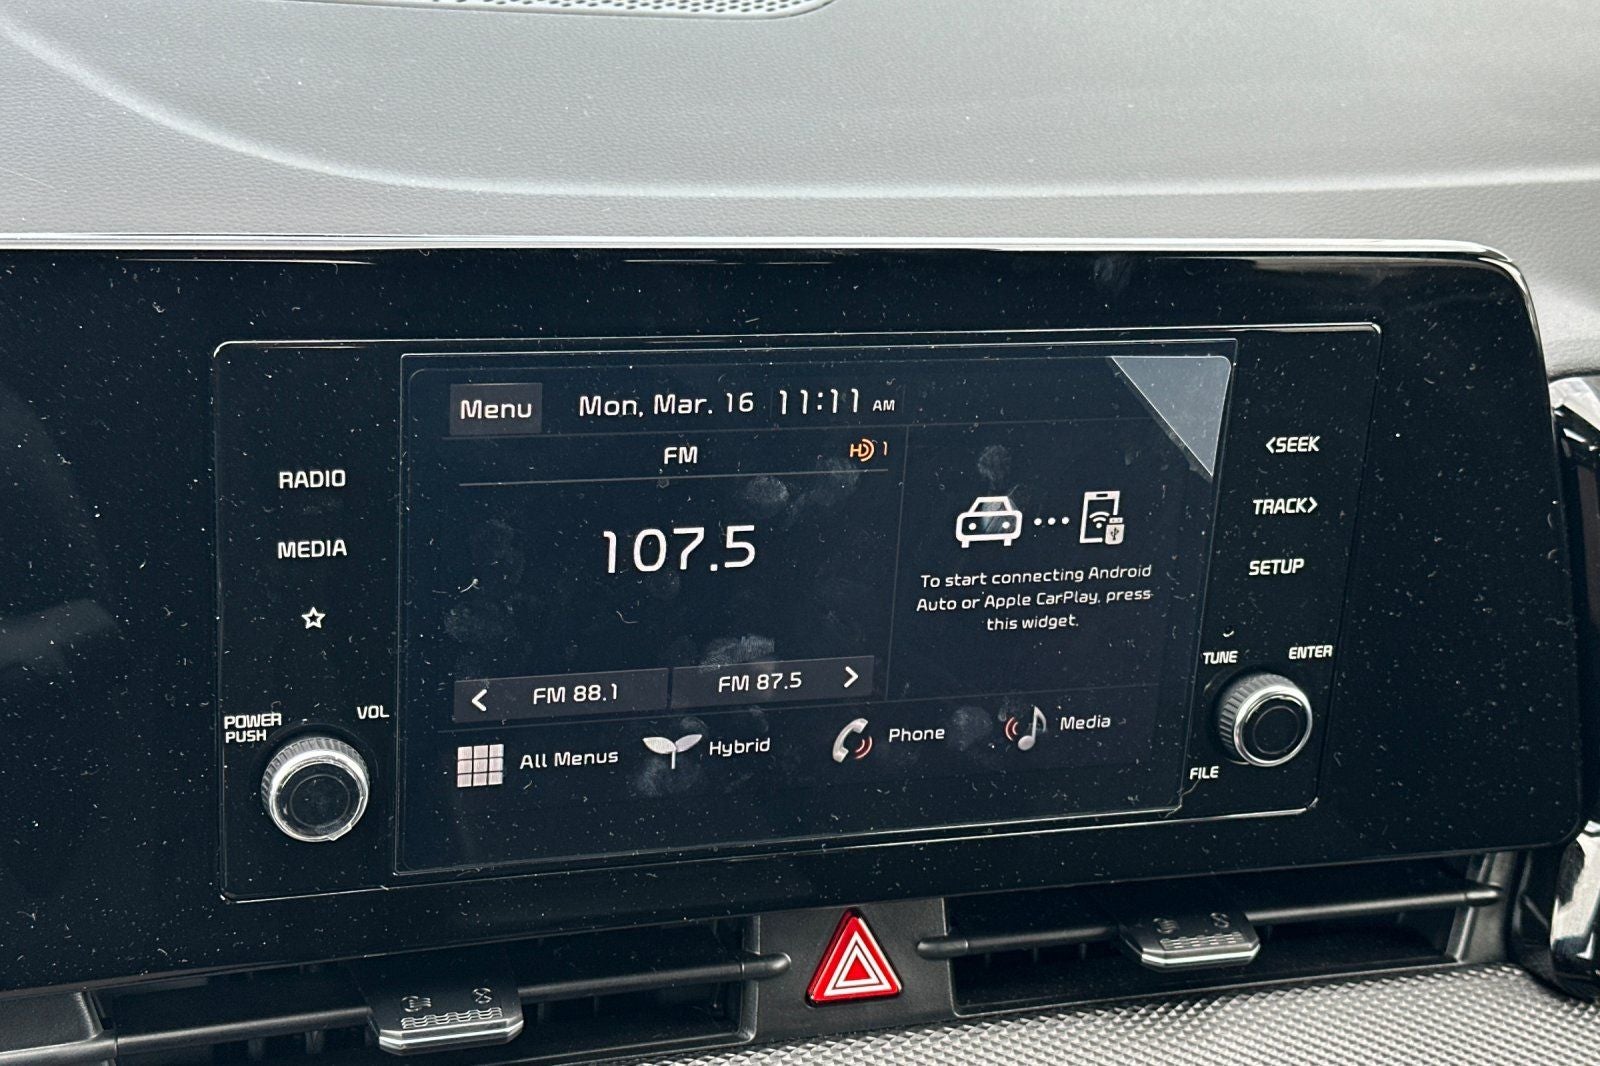 Menu Mon, Mar. 16 11:11 AM
FM HD 1
107.5
To start connecting Android
Auto or Apple CarPlay, press
this widget.
< FM 88.1 FM 87.5 >
All Menus Hybrid Phone Media
RADIO
MEDIA
POWER
PUSH
VOL
<SEEK
TRACK>
SETUP
TUNE
ENTER
FILE